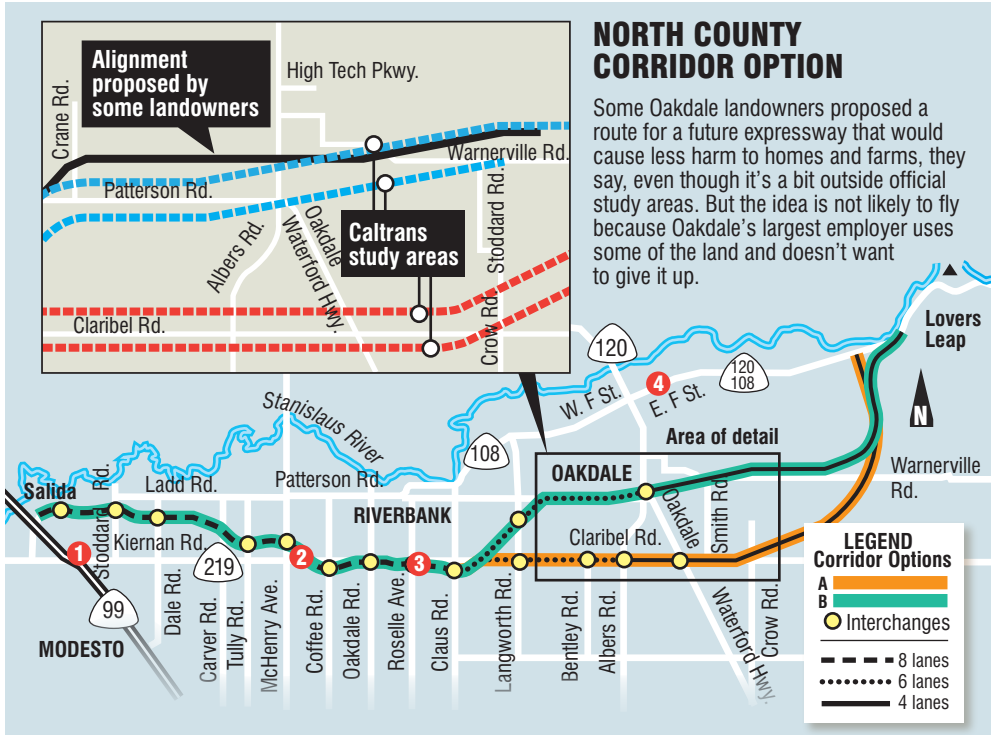 NORTH COUNTY
CORRIDOR OPTION
Some Oakdale landowners proposed a
route for a future expressway that would
cause less harm to homes and farms, they
say, even though it's a bit outside official
study areas. But the idea is not likely to fly
because Oakdale's largest employer uses
some of the land and doesn't want
to give it up.
Alignment
proposed by
some landowners
High Tech Pkwy.
Crane Rd.
Warnerville Rd.
Patterson Rd.
Albers Rd.
Oakdale
Waterford Hwy.
Caltrans
study areas
Stoddard Rd.
Claribel Rd.
Crow Rd.
Lovers
Leap
N
120
120
108
4
W. F St.
E. F St.
Stanislaus River
108
Area of detail
Salida
Stoddard Rd.
Ladd Rd.
Patterson Rd.
RIVERBANK
OAKDALE
Warnerville
Rd.
1
Kiernan Rd.
219
2
3
Claribel Rd.
Oakdale
Waterford Hwy.
Smith Rd.
99
MODESTO
Dale Rd.
Carver Rd.
Tully Rd.
McHenry Ave.
Coffee Rd.
Oakdale Rd.
Roselle Ave.
Claus Rd.
Langworth Rd.
Bentley Rd.
Albers Rd.
Crow Rd.
LEGEND
Corridor Options
A
B
Interchanges
8 lanes
6 lanes
4 lanes